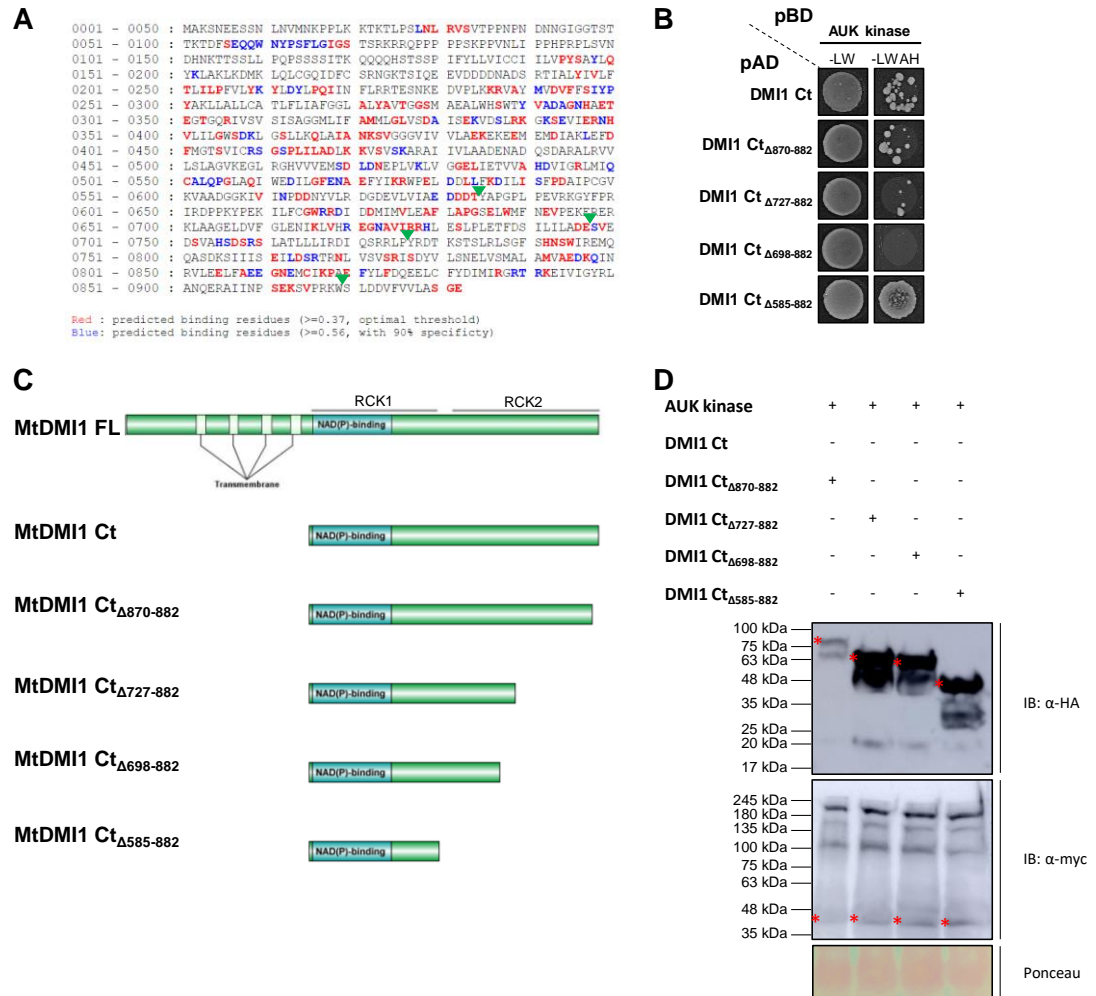 A
0001 - 0050 : MAKSNEESSN LNVMNKPPLK KTKTLPSLNL RVSVTPPNPN DNNGIGGTST
0051 - 0100 : TKTDFSEQQW NYPSFLGIGS TSRKRRQPPP PPSKPPVNLI PPHPRPLSVN
0101 - 0150 : DHNKTTSSLL PQPSSSSITK QQQQHSTSSP IFYLLVICCI ILVPYSAYLQ
0151 - 0200 : YKLAKLKDMK LQLCGQIDFC SRNGKTSIQE EVDDDDNADS RTIALYIVLF
0201 - 0250 : TLILPFVLYK YLDYLPQIIN FLRRTESNKE DVPLKKRVAY MVDVFFSIYP
0251 - 0300 : YAKLLALLCA TLFLIAFGGL ALYAVTGGSM AEALWHSWTY VADAGNHAET
0301 - 0350 : EGTGQRIVSV SISAGGMLIF AMMLGLVSDA ISEKVDSLRK GKSEVIERNH
0351 - 0400 : VLILGWSDKL GSLLKQLAIA NKSVGGGVIV VLAEKEKEEM EMDIAKLEFD
0401 - 0450 : FMGTSVICRS GSPLILADLK KVSVSKARAI IVLAADENAD QSDARALRVV
0451 - 0500 : LSLAGVKEGL RGHVVVEMSD LDNEPLVKLV GGELIETVVA HDVIGRLMIQ
0501 - 0550 : CALQPGLAQI WEDILGFENA EFYIKRWPEL DDLLFKDILI SFPDAIPCGV
0551 - 0600 : KVAADGGKIV INPDDNYVLR DGDEVLVIAE DDDTYAPGPL PEVRKGYFPR
0601 - 0650 : IRDPPKYPEK ILFCGWRRDI DDMIMVLEAF LAPGSELWMF NEVPEKERER
0651 - 0700 : KLAAGELDVF GLENIKLVHR EGNAVIRRHL ESLPLETFDS ILILADESVE
0701 - 0750 : DSVAHSDSRS LATLLLIRDI QSRRLPYRDT KSTSLRLSGF SHNSWIREMQ
0751 - 0800 : QASDKSIIIS EILDSRTRNL VSVSRISDYV LSNELVSMAL MVAEDKQIN
0801 - 0850 : RVLEELFAEE GNEMCIKPAE FYLFDQEELC FYDIMIRGRT RKEIVIGYRL
0851 - 0900 : ANQERAIINP SEKSVPRKWS LDDVFVVLAS GE
Red : predicted binding residues (>=0.37, optimal threshold)
Blue: predicted binding residues (>=0.56, with 90% specificty)
B
pBD
AUK kinase
pAD
-LW -LWAH
DMI1 Ct
DMI1 CtΔ870-882
DMI1 CtΔ727-882
DMI1 CtΔ698-882
DMI1 CtΔ585-882
C
RCK1 RCK2
MtDMI1 FL
NAD(P)-binding
Transmembrane
MtDMI1 Ct
NAD(P)-binding
MtDMI1 CtΔ870-882
NAD(P)-binding
MtDMI1 CtΔ727-882
NAD(P)-binding
MtDMI1 CtΔ698-882
NAD(P)-binding
MtDMI1 CtΔ585-882
NAD(P)-binding
D
AUK kinase + + + +
DMI1 Ct
DMI1 CtΔ870-882 + - - -
DMI1 CtΔ727-882 - + - -
DMI1 CtΔ698-882 - - + -
DMI1 CtΔ585-882 - - - +
100 kDa
75 kDa
63 kDa
48 kDa
35 kDa
25 kDa
20 kDa
17 kDa
IB: α-HA
245 kDa
180 kDa
135 kDa
100 kDa
75 kDa
63 kDa
48 kDa
35 kDa
IB: α-myc
Ponceau